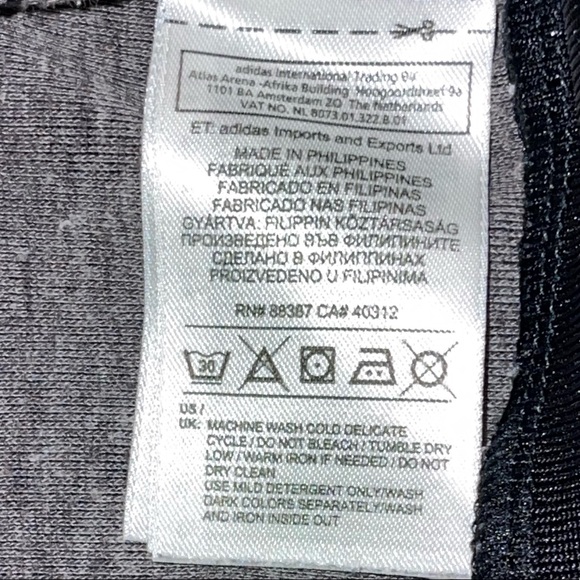 adidas International Trading BV
Atlas Arena -Afrika Building Hoogoorddreef 9a
1101 BA Amsterdam ZO The Netherlands
VAT NO. NL 8073.01.322.B.01
ET: adidas Imports and Exports Ltd
MADE IN PHILIPPINES
FABRIQUÉ AUX PHILIPPINES
FABRICADO EN FILIPINAS
FABRICADO NAS FILIPINAS
GYÁRTVA: FILIPPIN KÖZTÁRSASÁG
ПРОИЗВЕДЕНО ВЪВ ФИЛИПИНИТЕ
СДЕЛАНО В ФИЛИППИНАХ
PROIZVEDENO U FILIPINIMA
RN# 88387 CA# 40312
30
US /
UK: MACHINE WASH COLD DELICATE
CYCLE / DO NOT BLEACH / TUMBLE DRY
LOW / WARM IRON IF NEEDED / DO NOT
DRY CLEAN
USE MILD DETERGENT ONLY/WASH
DARK COLORS SEPARATELY/WASH
AND IRON INSIDE OUT